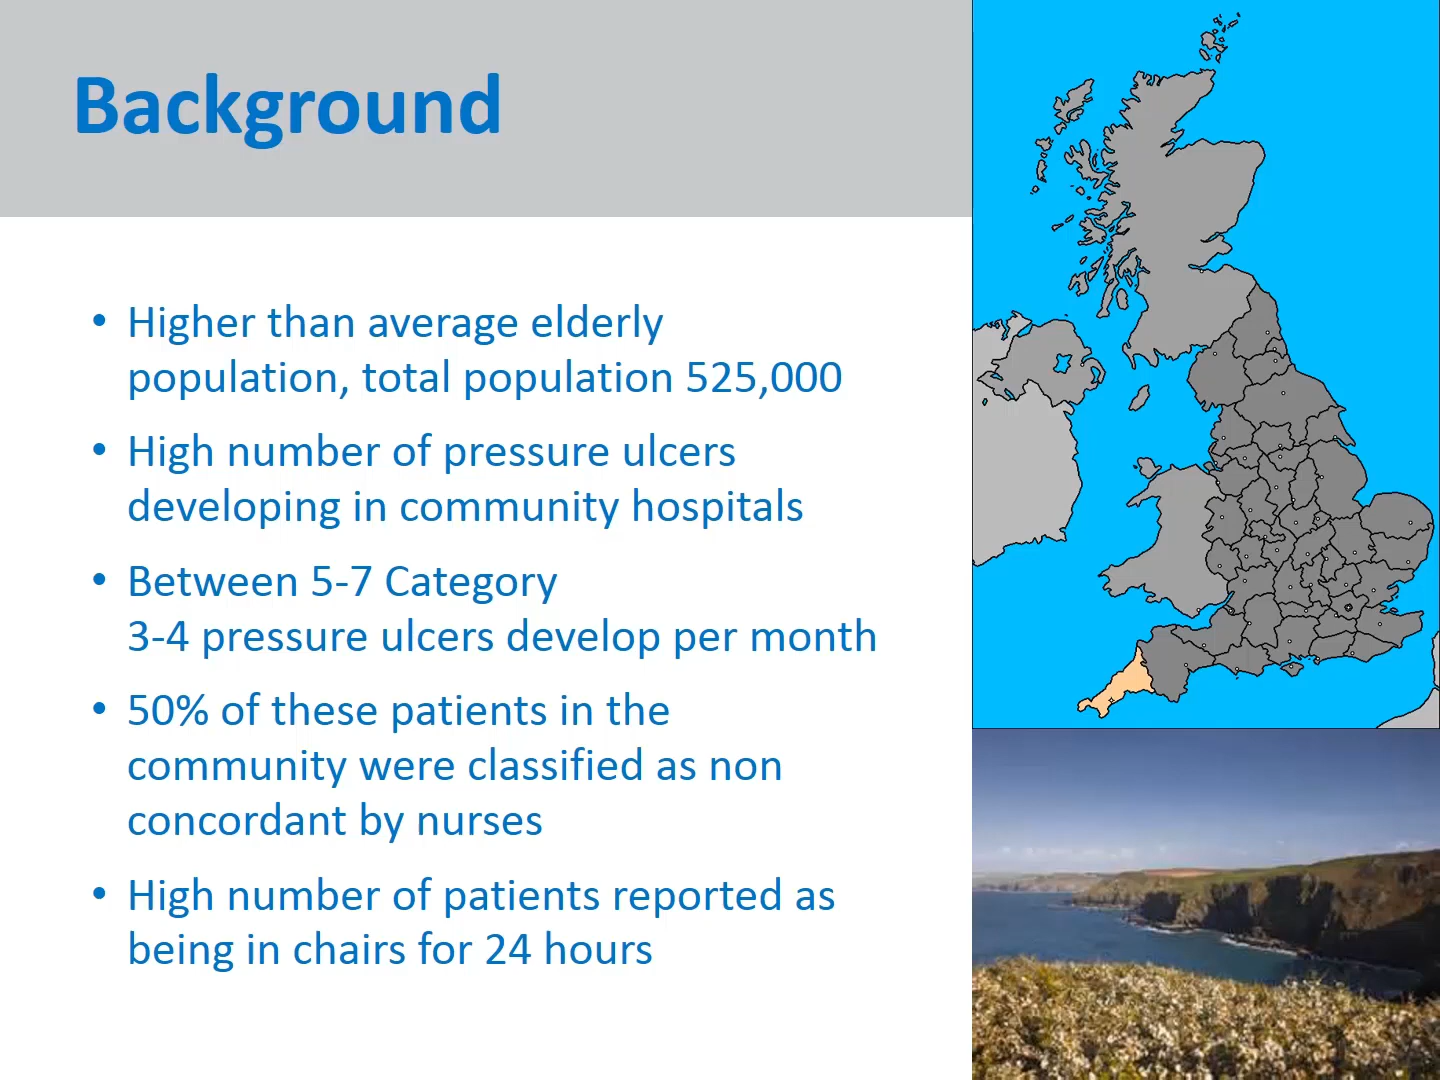 Background
• Higher than average elderly
population, total population 525,000
• High number of pressure ulcers
developing in community hospitals
• Between 5-7 Category
3-4 pressure ulcers develop per month
• 50% of these patients in the
community were classified as non
concordant by nurses
• High number of patients reported as
being in chairs for 24 hours